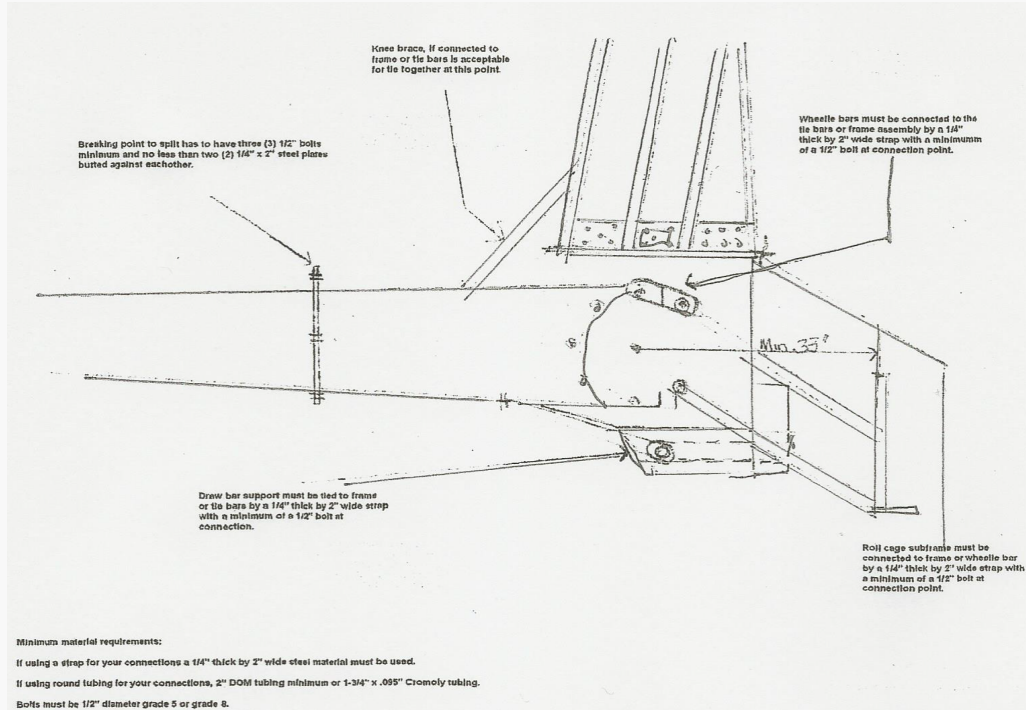 Knee brace, if connected to
frame or tie bars is acceptable
for tie together at this point.
Wheelie bars must be connected to the
tie bars or frame assembly by a 1/4"
thick by 2" wide strap with a minimumm
of a 1/2" bolt at connection point.
Breaking point to split has to have three (3) 1/2" bolts
minimum and no less than two (2) 1/4" x 2" steel plates
butted against eachother.
Min. 35"
Draw bar support must be tied to frame
or tie bars by a 1/4" thick by 2" wide strap
with a minimum of a 1/2" bolt at
connection.
Roll cage subframe must be
connected to frame or wheelie bar
by a 1/4" thick by 2" wide strap with
a minimum of a 1/2" bolt at
connection point.
Minimum material requirements:
If using a strap for your connections a 1/4" thick by 2" wide steel material must be used.
If using round tubing for your connections, 2" DOM tubing minimum or 1-3/4" x .095" Cromoly tubing.
Bolts must be 1/2" diameter grade 5 or grade 8.